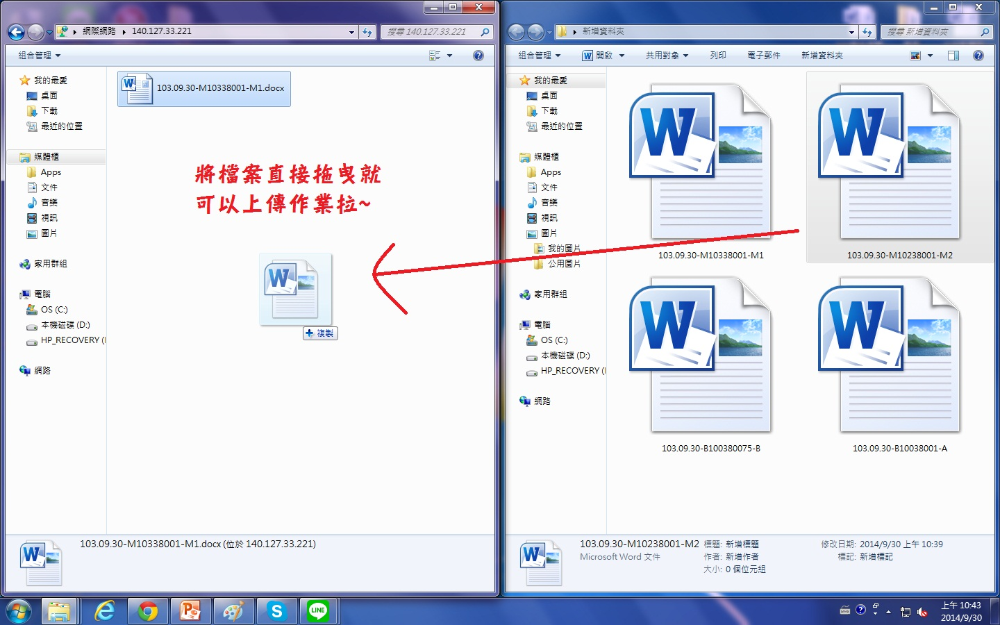 網際網路 140.127.33.221
搜尋 140.127.33.221
組合管理
我的最愛
桌面
下載
最近的位置
媒體櫃
Apps
文件
音樂
視訊
圖片
家用群組
電腦
OS (C:)
本機磁碟 (D:)
HP_RECOVERY (
網路
103.09.30-M10338001-M1.docx
將檔案直接拖曳就
可以上傳作業拉~
複製
103.09.30-M10338001-M1.docx (位於 140.127.33.221)
新增資料夾
搜尋 新增資料夾
組合管理 開啟 共用對象 列印 電子郵件 新增資料夾
我的最愛
桌面
下載
最近的位置
媒體櫃
Apps
文件
音樂
視訊
圖片
我的圖片
公用圖片
家用群組
電腦
OS (C:)
本機磁碟 (D:)
HP_RECOVERY (
網路
103.09.30-M10338001-M1
103.09.30-M10238001-M2
103.09.30-B100380075-B
103.09.30-B10038001-A
103.09.30-M10238001-M2 標題: 新增標題 修改日期: 2014/9/30 上午 10:39
Microsoft Word 文件 作者: 新增作者 標記: 新增標記
大小: 0 個位元組
LINE
上午 10:43
2014/9/30